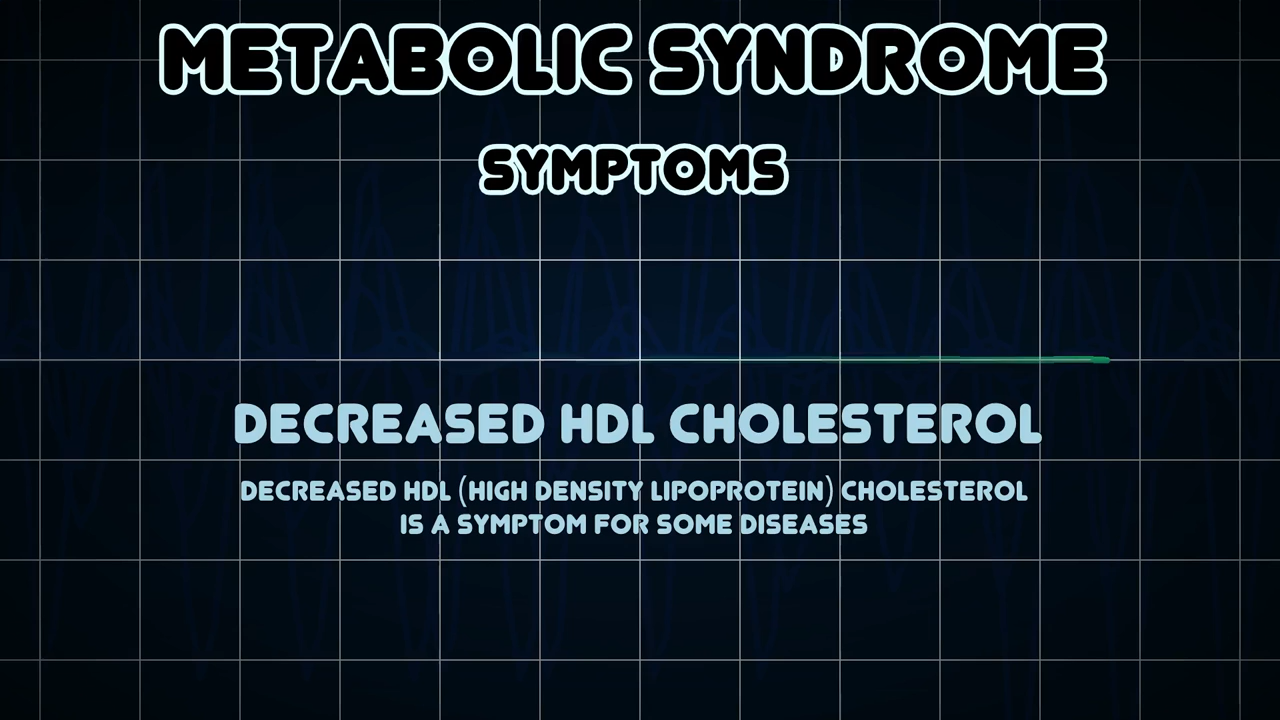 METABOLIC SYNDROME
SYMPTOMS
DECREASED HDL CHOLESTEROL
DECREASED HDL (HIGH DENSITY LIPOPROTEIN) CHOLESTEROL
IS A SYMPTOM FOR SOME DISEASES